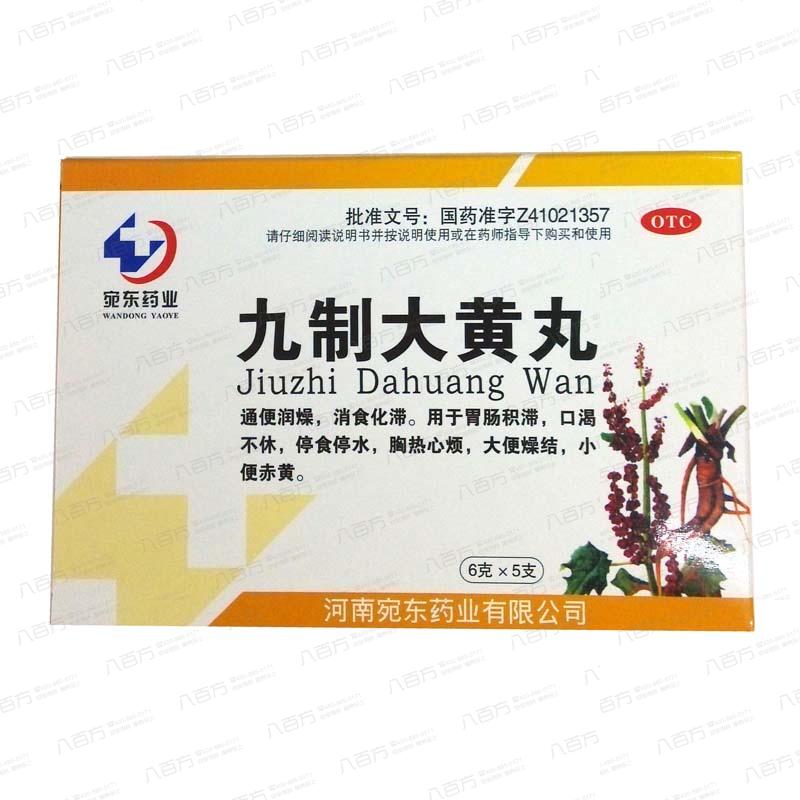 批准文号：国药准字Z41021357
请仔细阅读说明书并按说明使用或在药师指导下购买和使用
OTC
宛东药业
WANDONG YAOYE
九制大黄丸
Jiuzhi Dahuang Wan
通便润燥，消食化滞。用于胃肠积滞，口渴
不休，停食停水，胸热心烦，大便燥结，小
便赤黄。
6克×5支
河南宛东药业有限公司
八百方